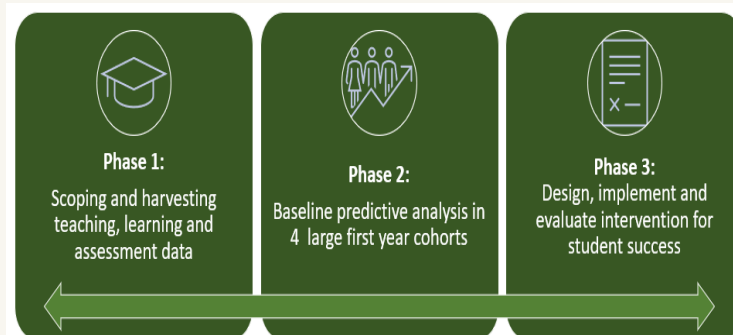 Phase 1:
Scoping and harvesting
teaching, learning and
assessment data
Phase 2:
Baseline predictive analysis in
4 large first year cohorts
Phase 3:
Design, implement and
evaluate intervention for
student success